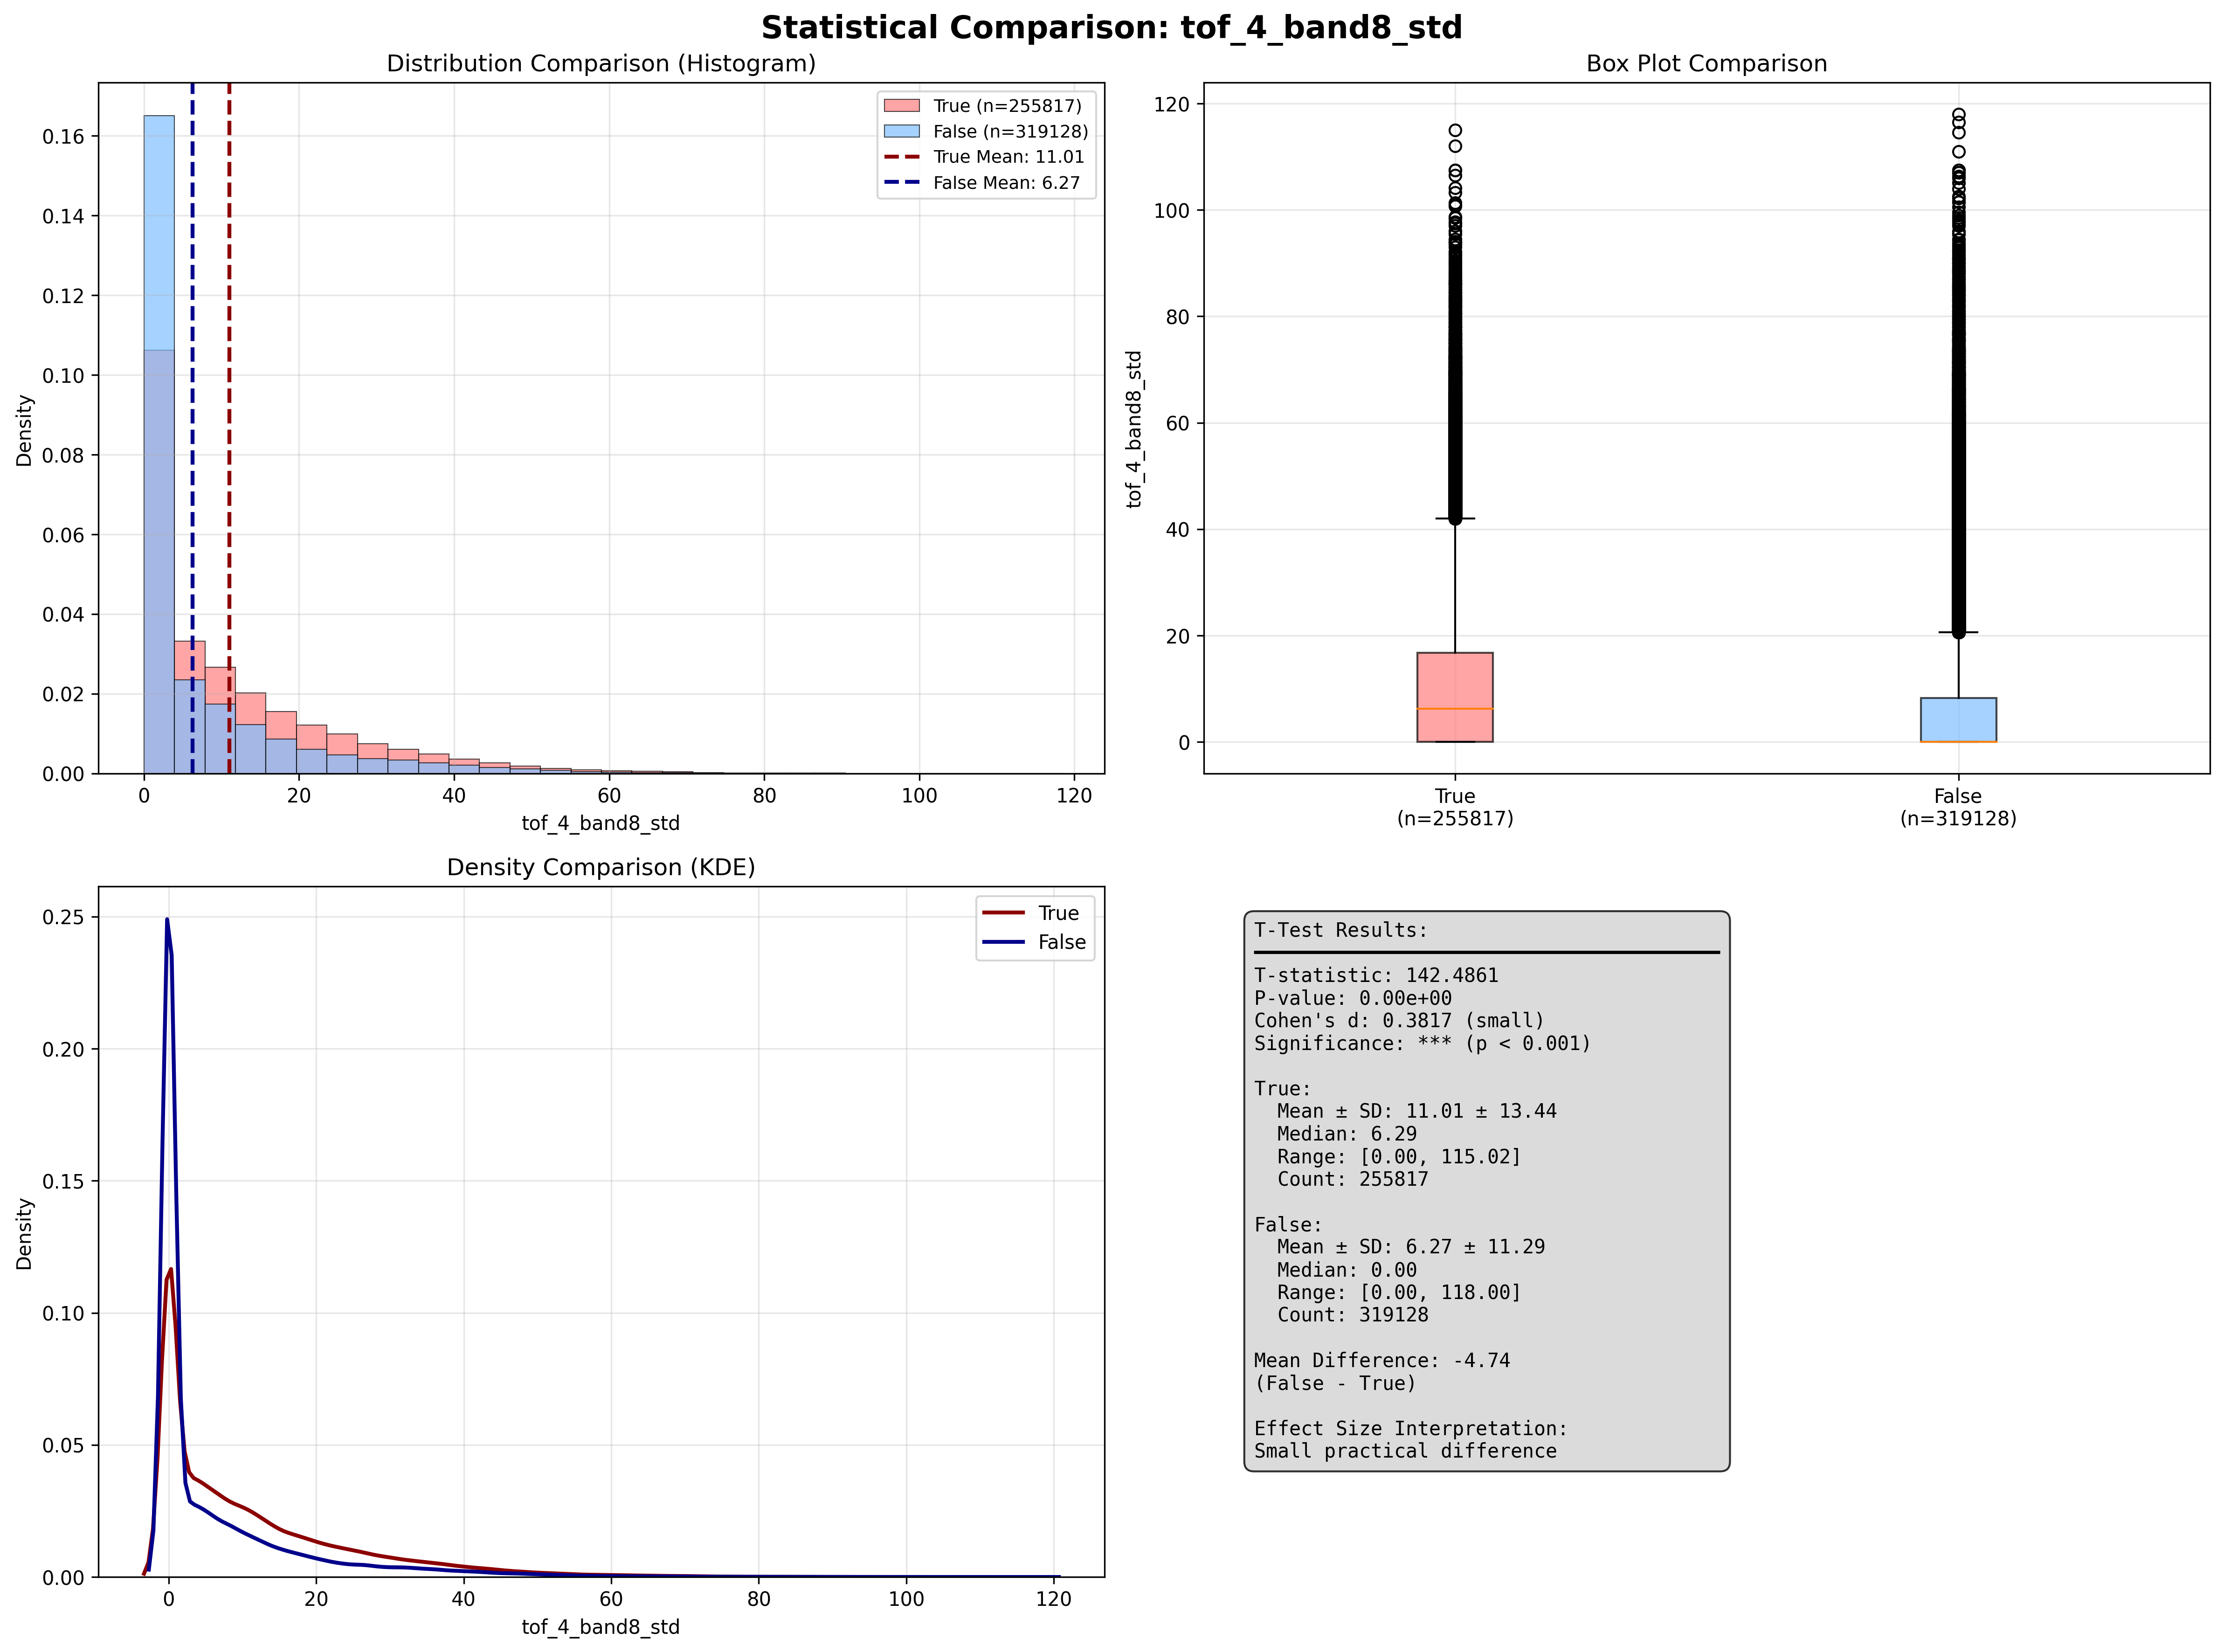 Statistical Comparison: tof_4_band8_std
Distribution Comparison (Histogram)
Density
0.16
0.14
0.12
0.10
0.08
0.06
0.04
0.02
0.00
0 20 40 60 80 100 120
tof_4_band8_std
True (n=255817)
False (n=319128)
True Mean: 11.01
False Mean: 6.27
Box Plot Comparison
tof_4_band8_std
120
100
80
60
40
20
0
True
(n=255817)
False
(n=319128)
Density Comparison (KDE)
Density
0.25
0.20
0.15
0.10
0.05
0.00
0 20 40 60 80 100 120
tof_4_band8_std
True
False
T-Test Results:
T-statistic: 142.4861
P-value: 0.00e+00
Cohen's d: 0.3817 (small)
Significance: *** (p < 0.001)
True:
Mean ± SD: 11.01 ± 13.44
Median: 6.29
Range: [0.00, 115.02]
Count: 255817
False:
Mean ± SD: 6.27 ± 11.29
Median: 0.00
Range: [0.00, 118.00]
Count: 319128
Mean Difference: -4.74
(False - True)
Effect Size Interpretation:
Small practical difference